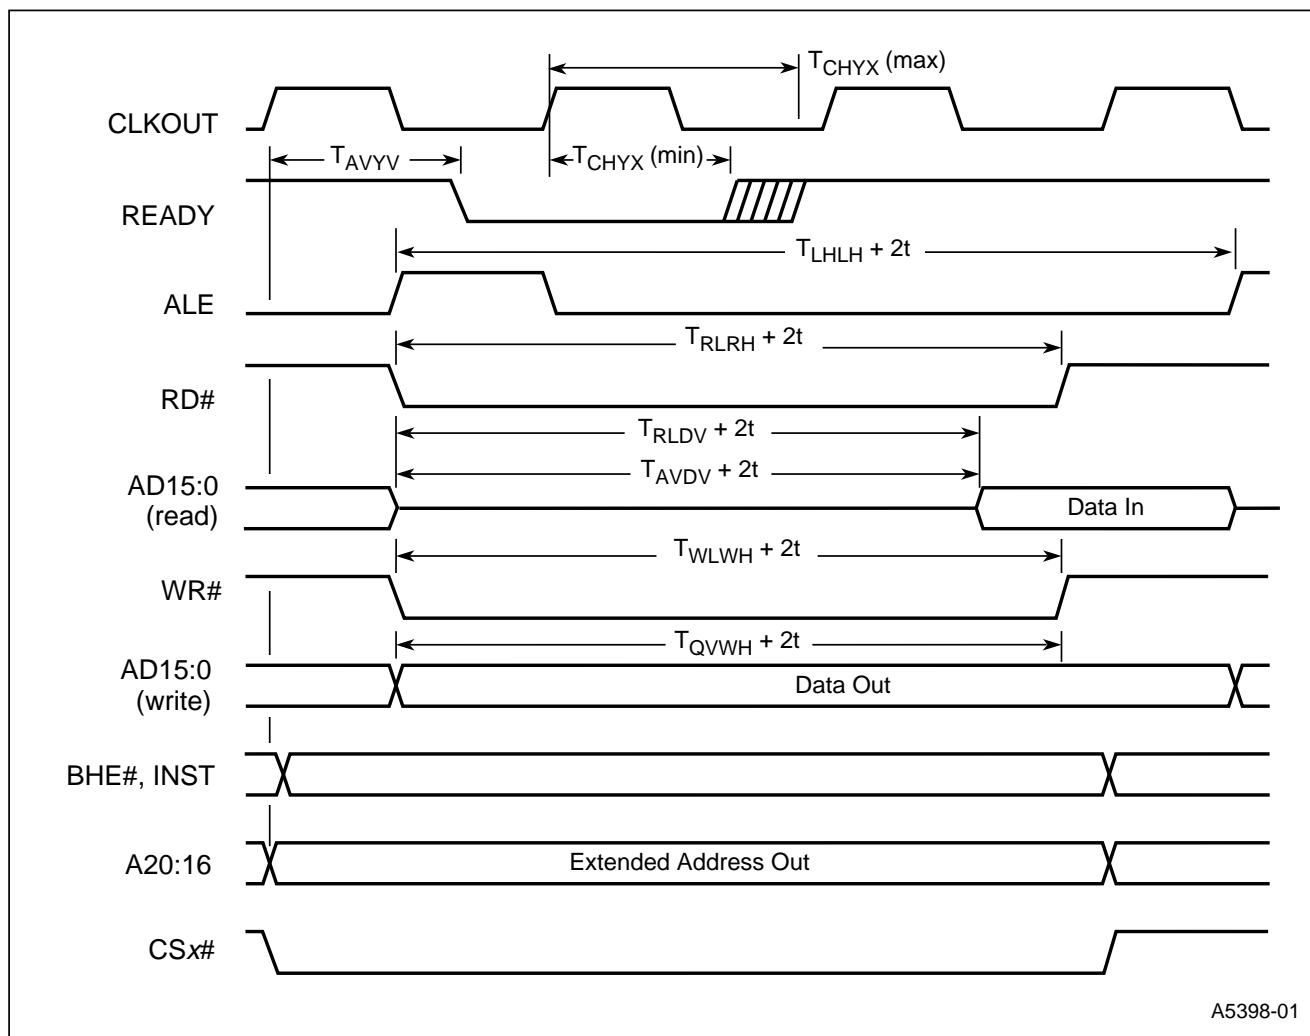 T_CHYX (max)
CLKOUT
T_AVYV
T_CHYX (min)
READY
T_LHLH + 2t
ALE
T_RLRH + 2t
RD#
T_RLDV + 2t
T_AVDV + 2t
AD15:0
(read)
Data In
T_WLWH + 2t
WR#
T_QVWH + 2t
AD15:0
(write)
Data Out
BHE#, INST
A20:16
Extended Address Out
CSx#
A5398-01